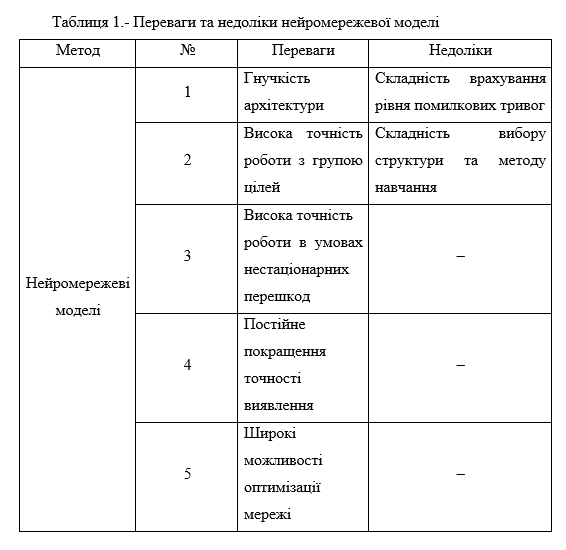 Таблиця 1.- Переваги та недоліки нейромережевої моделі
Метод № Переваги Недоліки
Нейромережеві
моделі
1
Гнучкість
архітектури
Складність врахування
рівня помилкових тривог
2
Висока точність
роботи з групою
цілей
Складність вибору
структури та методу
навчання
3
Висока точність
роботи в умовах
нестаціонарних
перешкод
–
4
Постійне
покращення
точності
виявлення
–
5
Широкі
можливості
оптимізації
мережі
–